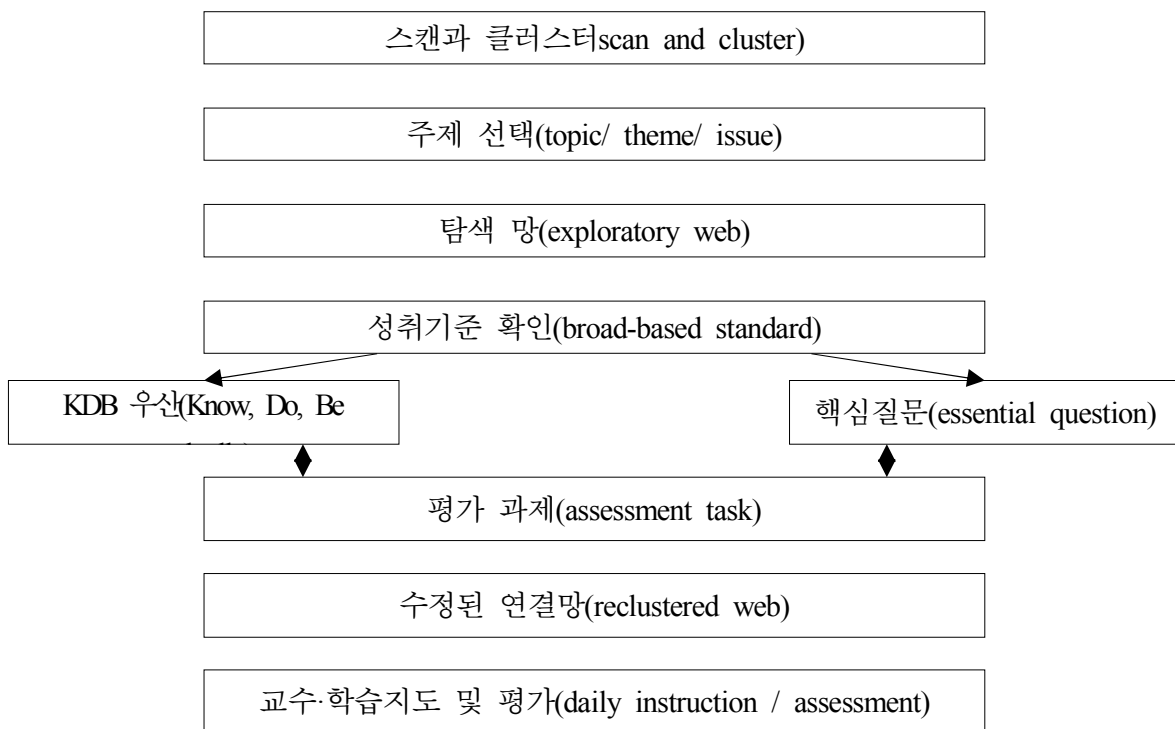 스캔과 클러스터scan and cluster)
주제 선택(topic/ theme/ issue)
탐색 망(exploratory web)
성취기준 확인(broad-based standard)
KDB 우산(Know, Do, Be
핵심질문(essential question)
평가 과제(assessment task)
수정된 연결망(reclustered web)
교수·학습지도 및 평가(daily instruction / assessment)